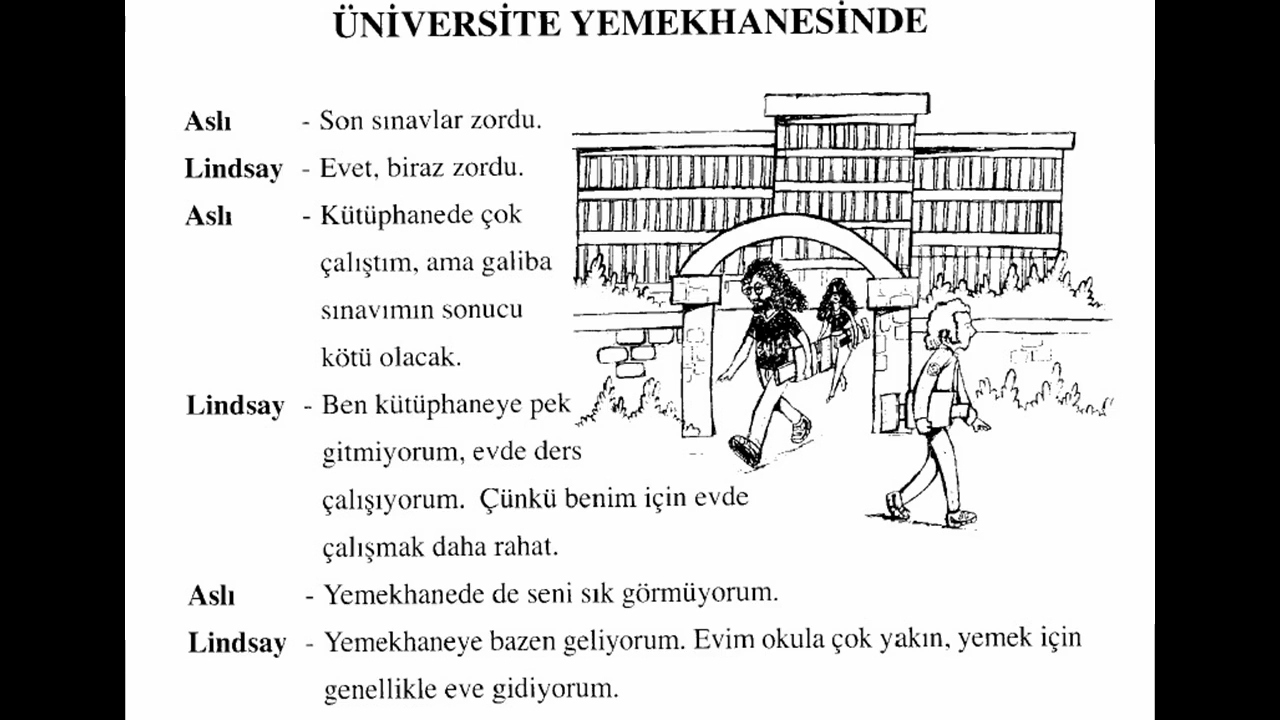 ÜNİVERSİTE YEMEKHANESİNDE
Aslı - Son sınavlar zordu.
Lindsay - Evet, biraz zordu.
Aslı - Kütüphanede çok
çalıştım, ama galiba
sınavımın sonucu
kötü olacak.
Lindsay - Ben kütüphaneye pek
gitmiyorum, evde ders
çalışıyorum. Çünkü benim için evde
çalışmak daha rahat.
Aslı - Yemekhanede de seni sık görmüyorum.
Lindsay - Yemekhaneye bazen geliyorum. Evim okula çok yakın, yemek için
genellikle eve gidiyorum.